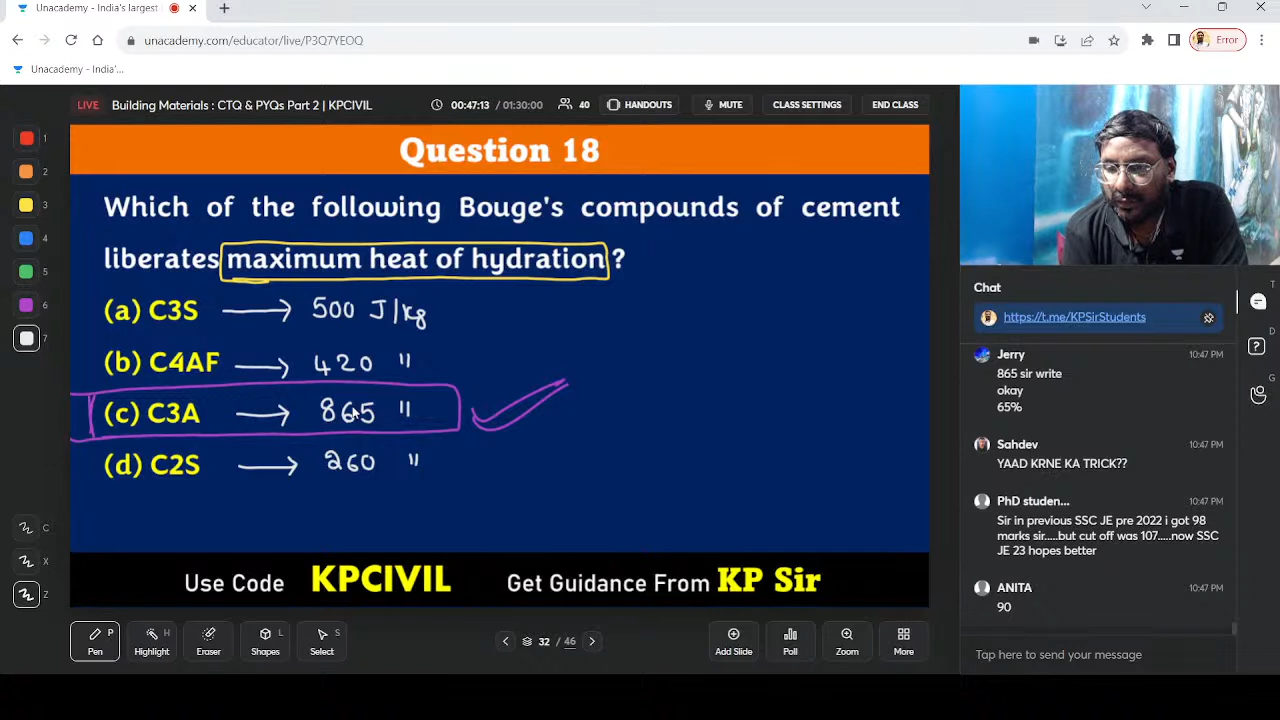 Unacademy - India's largest l
unacademy.com/educator/live/P3Q7YEOQ
Error
Unacademy - India'...
LIVE Building Materials : CTQ & PYQs Part 2 | KPCIVIL 00:47:13 / 01:30:00 40 HANDOUTS MUTE CLASS SETTINGS END CLASS
1
2
3
4
5
6
7
C
X
Z
Question 18
Which of the following Bouge's compounds of cement
liberates maximum heat of hydration ?
(a) C3S → 500 J/kg
(b) C4AF → 420 "
(c) C3A → 865 "
(d) C2S → 260 "
Use Code KPCIVIL Get Guidance From KP Sir
Pen P
Highlight H
Eraser E
Shapes L
Select S
32 / 46
Add Slide
Poll
Zoom
More
Chat
https://t.me/KPSirStudents
Jerry 10:47 PM
865 sir write
okay
65%
Sahdev 10:47 PM
YAAD KRNE KA TRICK??
PhD studen... 10:47 PM
Sir in previous SSC JE pre 2022 i got 98
marks sir.....but cut off was 107.....now SSC
JE 23 hopes better
ANITA 10:47 PM
90
Tap here to send your message
T
D
G